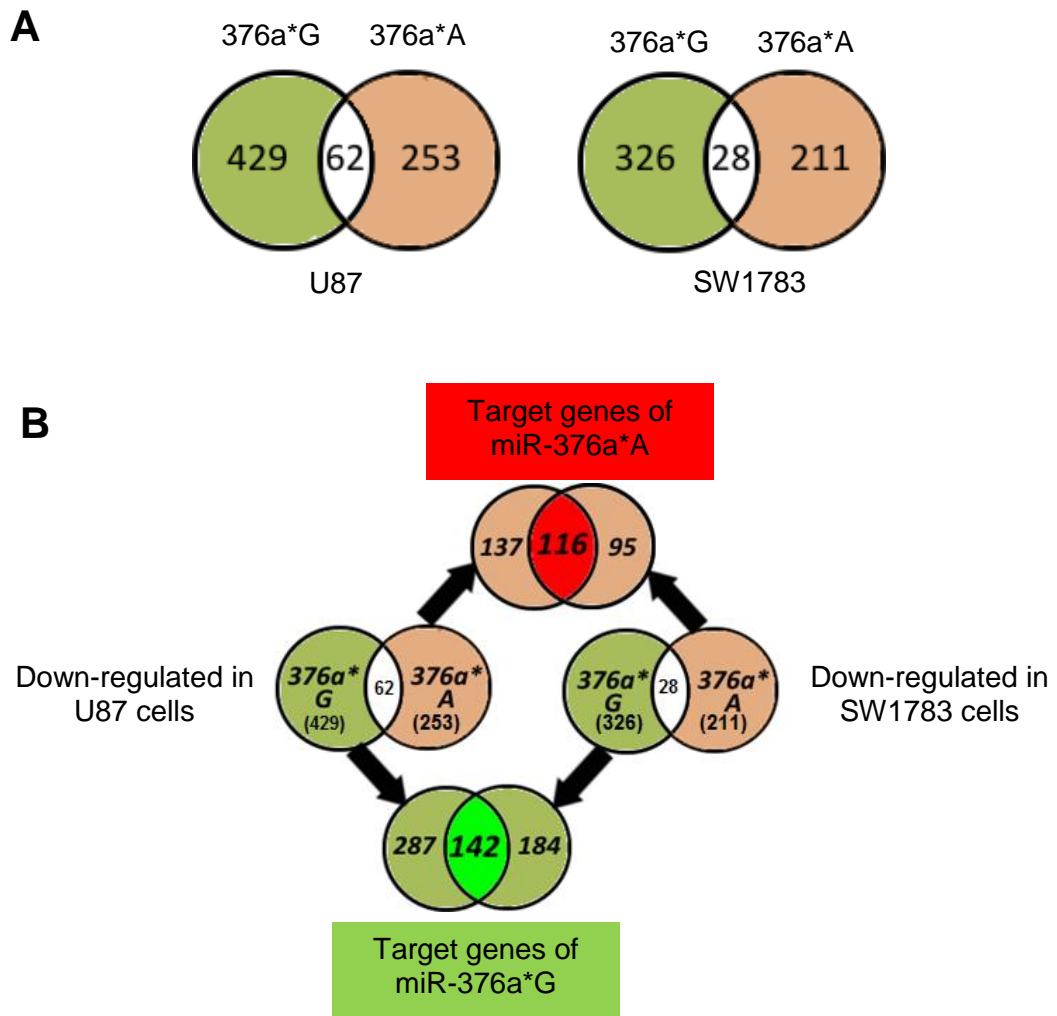 A
376a*G 376a*A
376a*G 376a*A
429 62 253
326 28 211
U87
SW1783
B
Target genes of
miR-376a*A
137 116 95
Down-regulated in
U87 cells
376a*
G
(429)
62
376a*
A
(253)
376a*
G
(326)
28
376a*
A
(211)
Down-regulated in
SW1783 cells
287 142 184
Target genes of
miR-376a*G